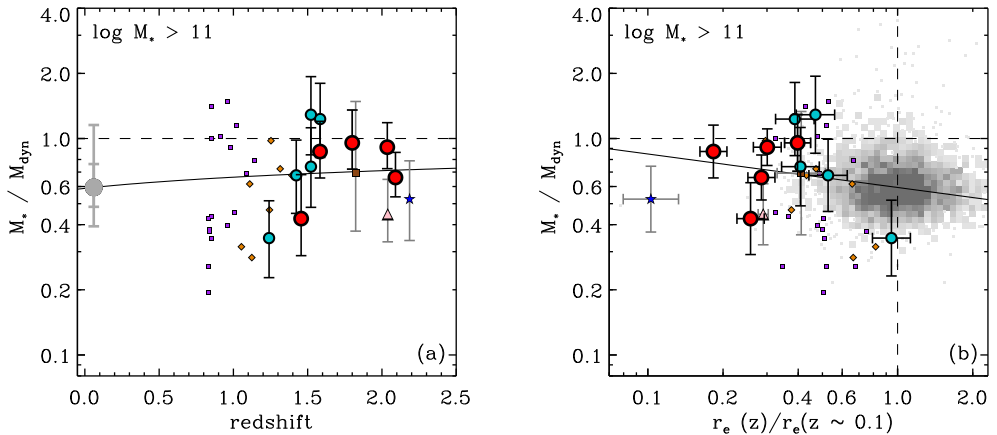 log M* > 11
M* / Mdyn
4.0
2.0
1.0
0.6
0.4
0.2
0.1
0.0 0.5 1.0 1.5 2.0 2.5
redshift
(a)
log M* > 11
M* / Mdyn
4.0
2.0
1.0
0.6
0.4
0.2
0.1
0.1 0.2 0.4 0.6 1.0 2.0
re (z)/re(z ~ 0.1)
(b)